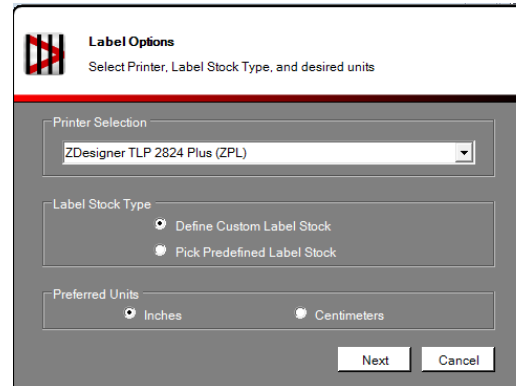 Label Options
Select Printer, Label Stock Type, and desired units
Printer Selection
ZDesigner TLP 2824 Plus (ZPL)
Label Stock Type
Define Custom Label Stock
Pick Predefined Label Stock
Preferred Units
Inches Centimeters
Next Cancel